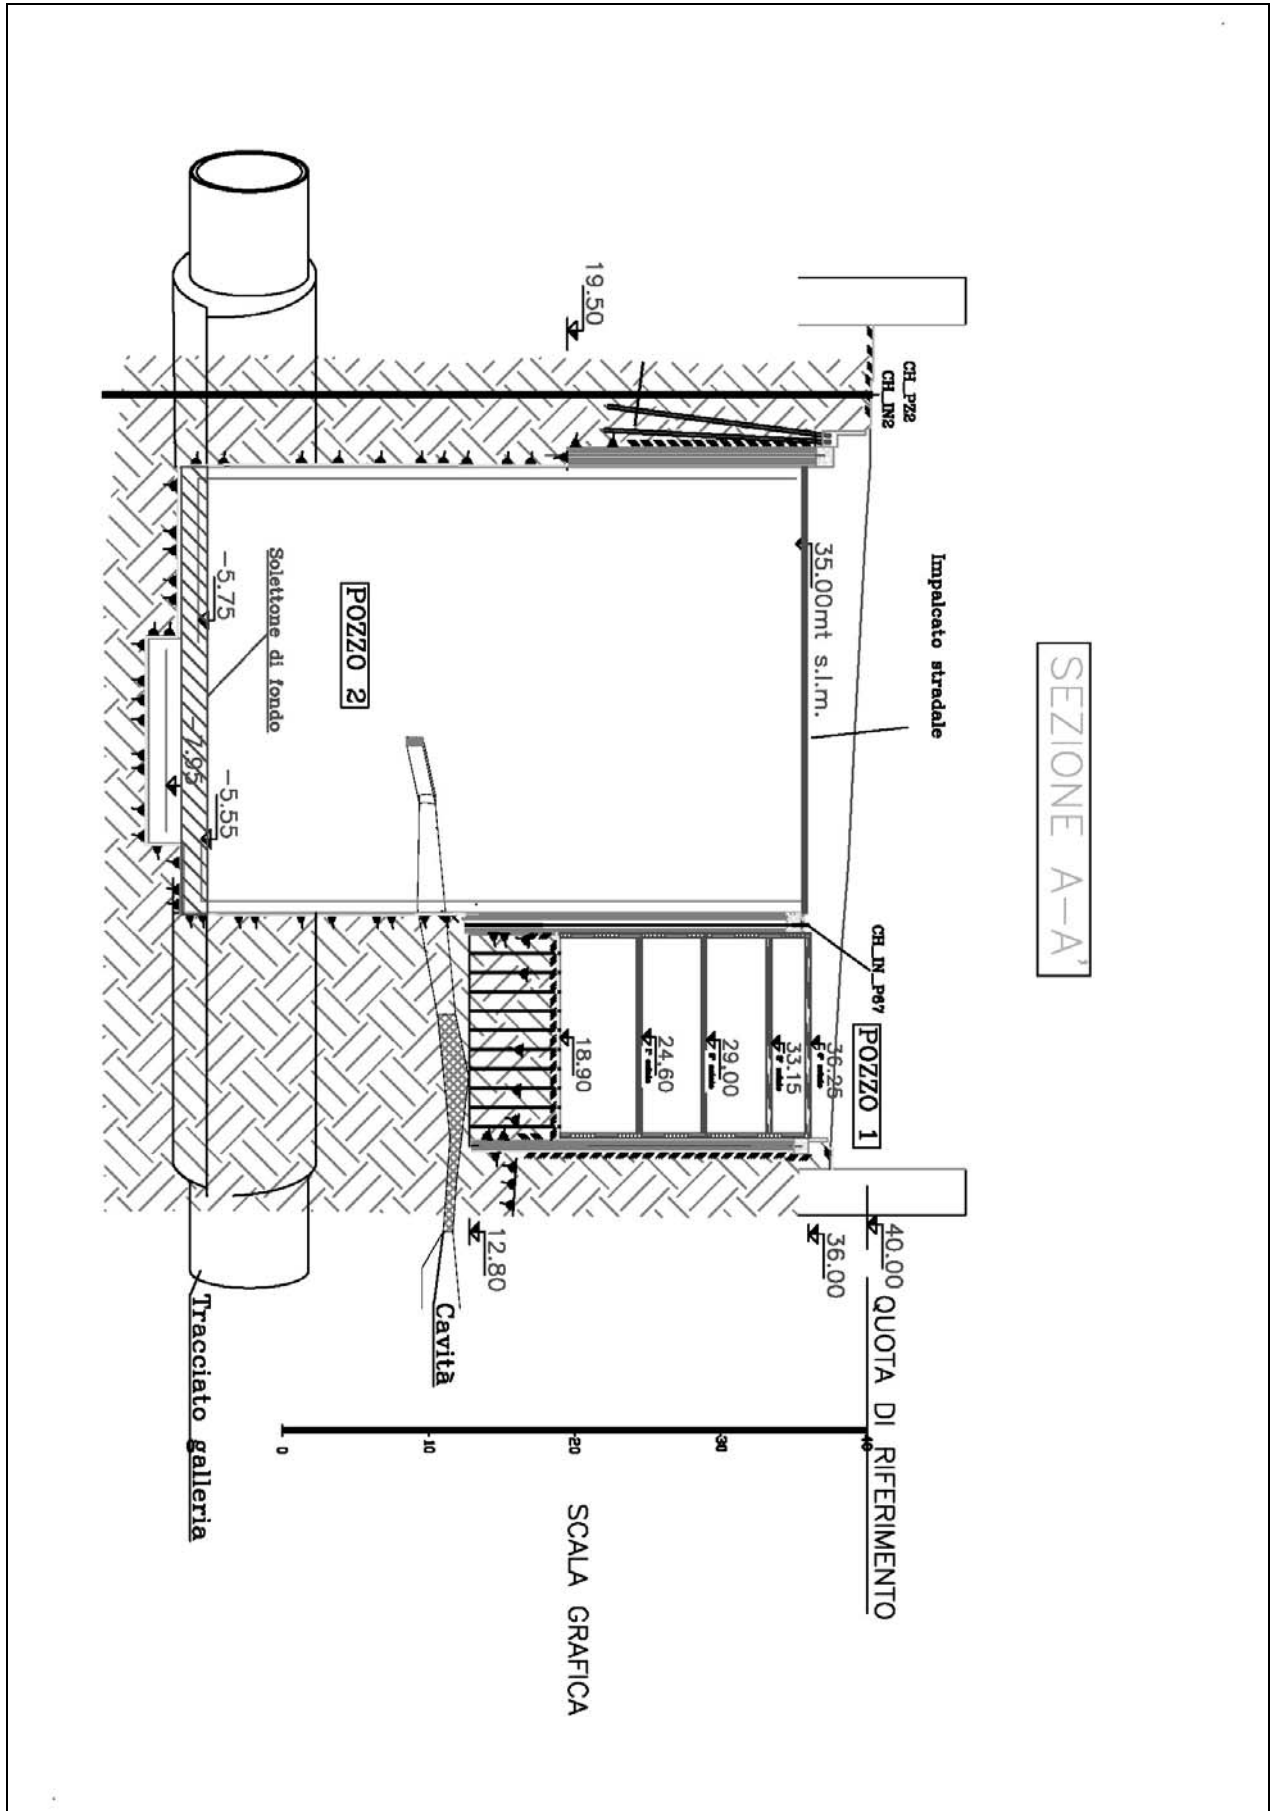 SEZIONE A-A'
Impalcato stradale
CH_PZ2
CH_IN2
CH_IN_P67
POZZO 1
40.00
QUOTA DI RIFERIMENTO
36.00
35.00mt s.l.m.
36.25
33.15
29.00
24.60
18.90
19.50
12.80
SCALA GRAFICA
40
30
20
10
0
POZZO 2
Cavità
Solettone di fondo
-5.75
-5.55
-7.95
Tracciato galleria